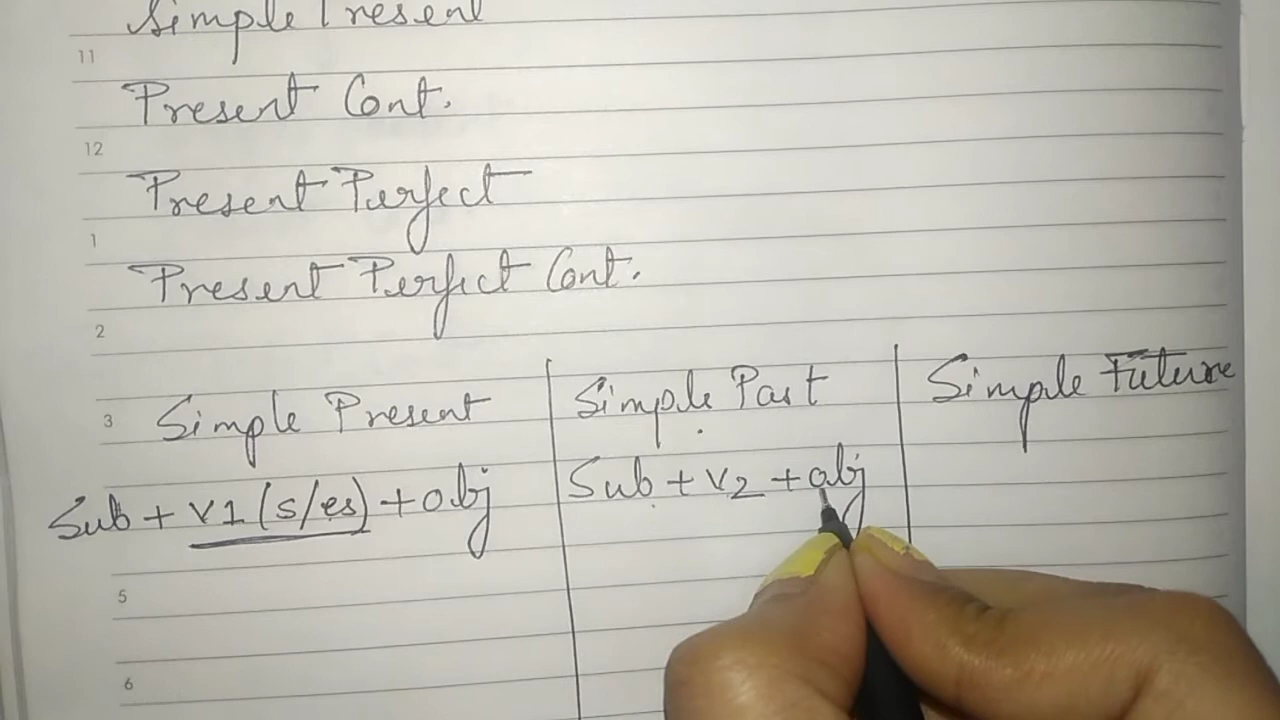 Simple Present
11
Present Cont.
12
Present Perfect
1
Present Perfect Cont.
2
3 Simple Present Simple Past Simple Future
Sub + V1 (s/es) + obj Sub + V2 + obj
5
6